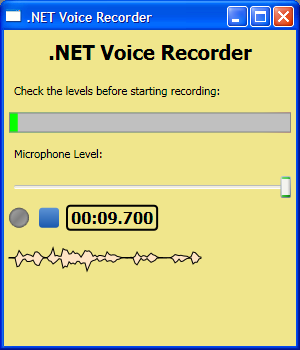 .NET Voice Recorder
.NET Voice Recorder
Check the levels before starting recording:
Microphone Level:
00:09.700